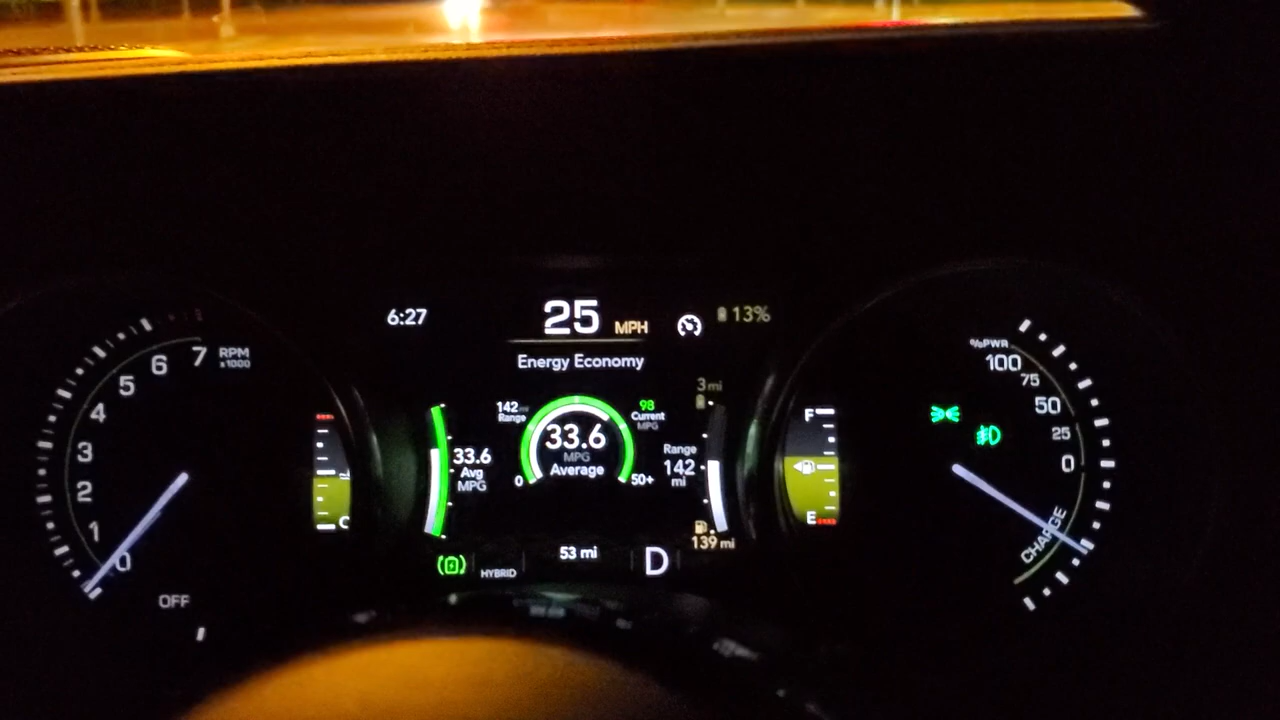 6:27
25 MPH
13%
Energy Economy
7
6
5
4
3
2
1
0
RPM
x1000
OFF
C
33.6
Avg
MPG
142 mi
Range
98
Current
MPG
33.6
MPG
Average
0
50+
3 mi
Range
142
mi
139 mi
HYBRID
53 mi
D
F
E
%PWR
100
75
50
25
0
CHARGE